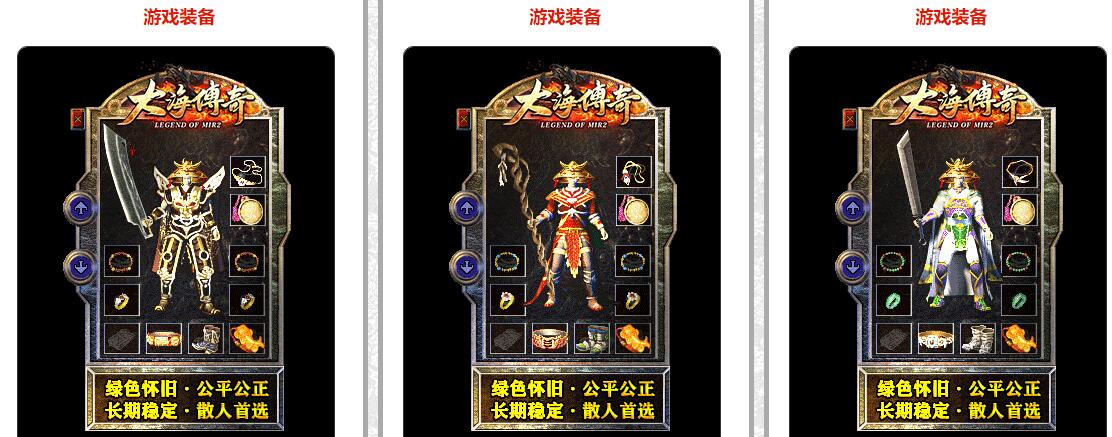 游戏装备
大海傳奇
LEGEND OF MIR2
绿色怀旧·公平公正
长期稳定·散人首选
游戏装备
大海傳奇
LEGEND OF MIR2
绿色怀旧·公平公正
长期稳定·散人首选
游戏装备
大海傳奇
LEGEND OF MIR2
绿色怀旧·公平公正
长期稳定·散人首选